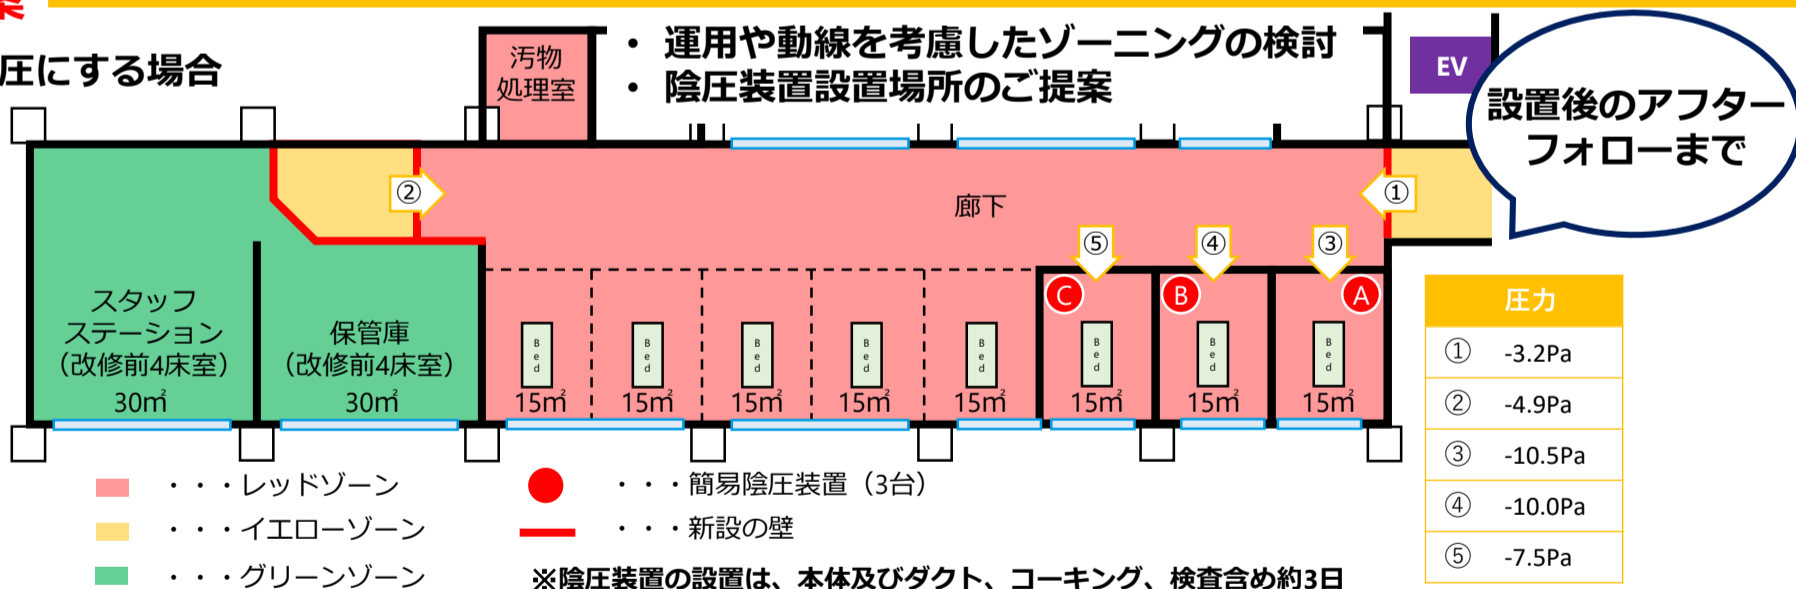 案
圧にする場合
・ 運用や動線を考慮したゾーニングの検討
・ 陰圧装置設置場所のご提案
汚物
処理室
EV
設置後のアフター
フォローまで
②
①
廊下
⑤
④
③
C
B
A
スタッフ
ステーション
（改修前4床室）
30㎡
保管庫
（改修前4床室）
30㎡
Bed
Bed
Bed
Bed
Bed
Bed
Bed
Bed
15㎡
15㎡
15㎡
15㎡
15㎡
15㎡
15㎡
15㎡
圧力
① -3.2Pa
② -4.9Pa
③ -10.5Pa
④ -10.0Pa
⑤ -7.5Pa
・・・レッドゾーン
・・・イエローゾーン
・・・グリーンゾーン
・・・簡易陰圧装置（3台）
・・・新設の壁
※陰圧装置の設置は、本体及びダクト、コーキング、検査含め約3日